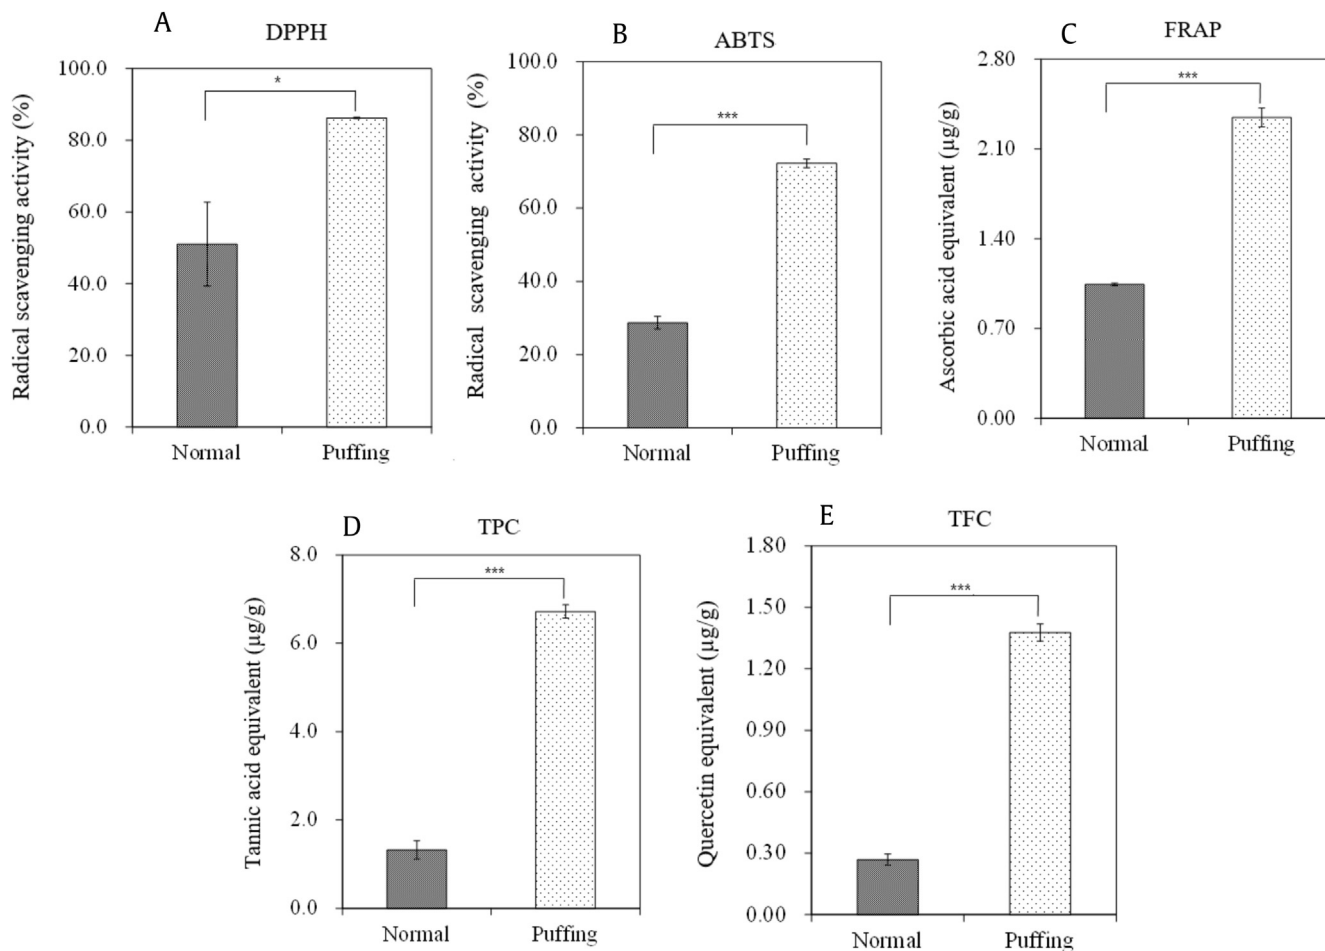 A
DPPH
Radical scavenging activity (%)
100.0
80.0
60.0
40.0
20.0
0.0
*
Normal
Puffing
B
ABTS
Radical scavenging activity (%)
100.0
80.0
60.0
40.0
20.0
0.0
***
Normal
Puffing
C
FRAP
Ascorbic acid equivalent (µg/g)
2.80
2.10
1.40
0.70
0.00
***
Normal
Puffing
D
TPC
Tannic acid equivalent (µg/g)
8.0
6.0
4.0
2.0
0.0
***
Normal
Puffing
E
TFC
Quercetin equivalent (µg/g)
1.80
1.50
1.20
0.90
0.60
0.30
0.00
***
Normal
Puffing